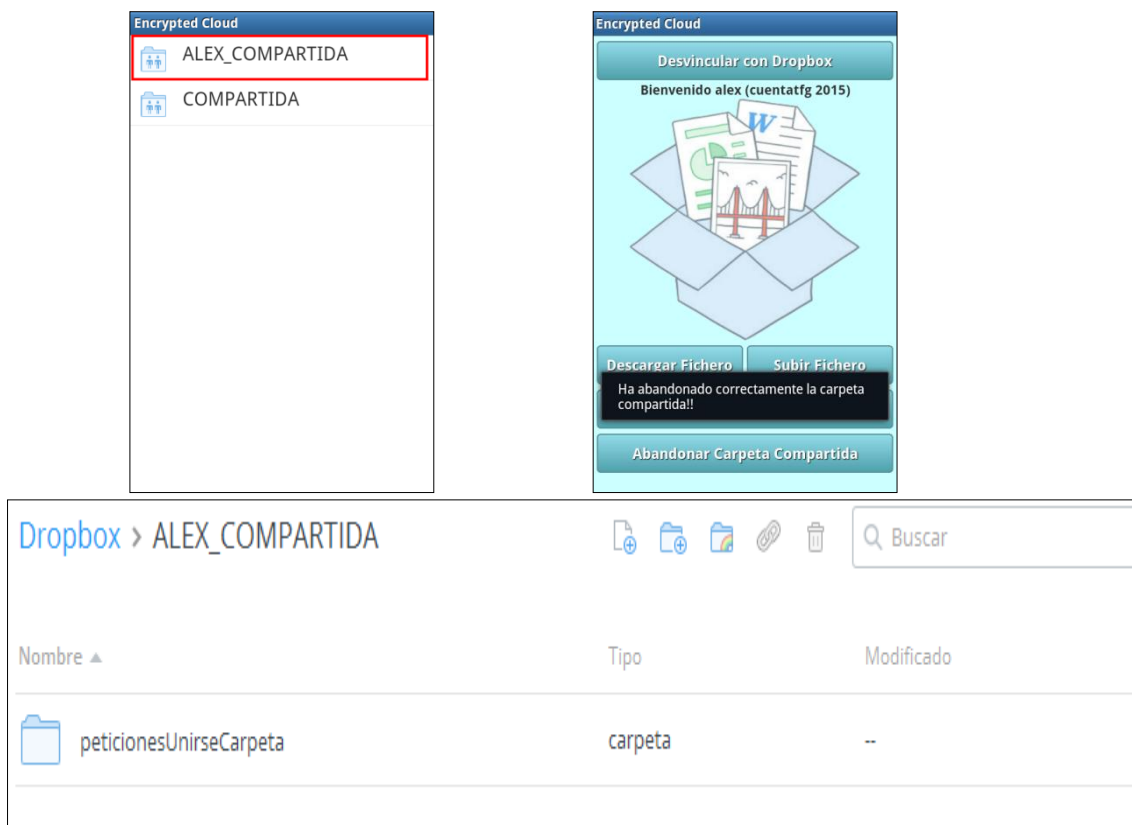 Encrypted Cloud
ALEX_COMPARTIDA
COMPARTIDA
Encrypted Cloud
Desvincular con Dropbox
Bienvenido alex (cuentatfg 2015)
W
Descargar Fichero
Subir Fichero
Ha abandonado correctamente la carpeta
compartida!!
Abandonar Carpeta Compartida
Dropbox > ALEX_COMPARTIDA
Buscar
Nombre Tipo Modificado
peticionesUnirseCarpeta carpeta --